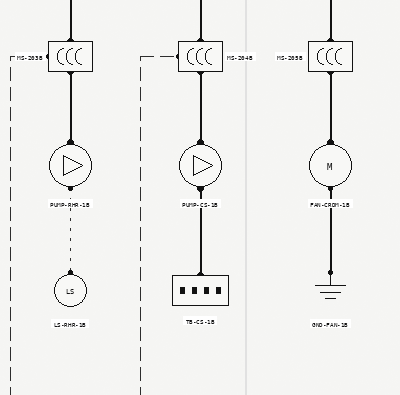 MS-203B
MS-204B
MS-205B
M
PUMP-RHR-1B
PUMP-CS-1B
FAN-CRDM-1B
LS
LS-RHR-1B
TB-CS-1B
GND-FAN-1B